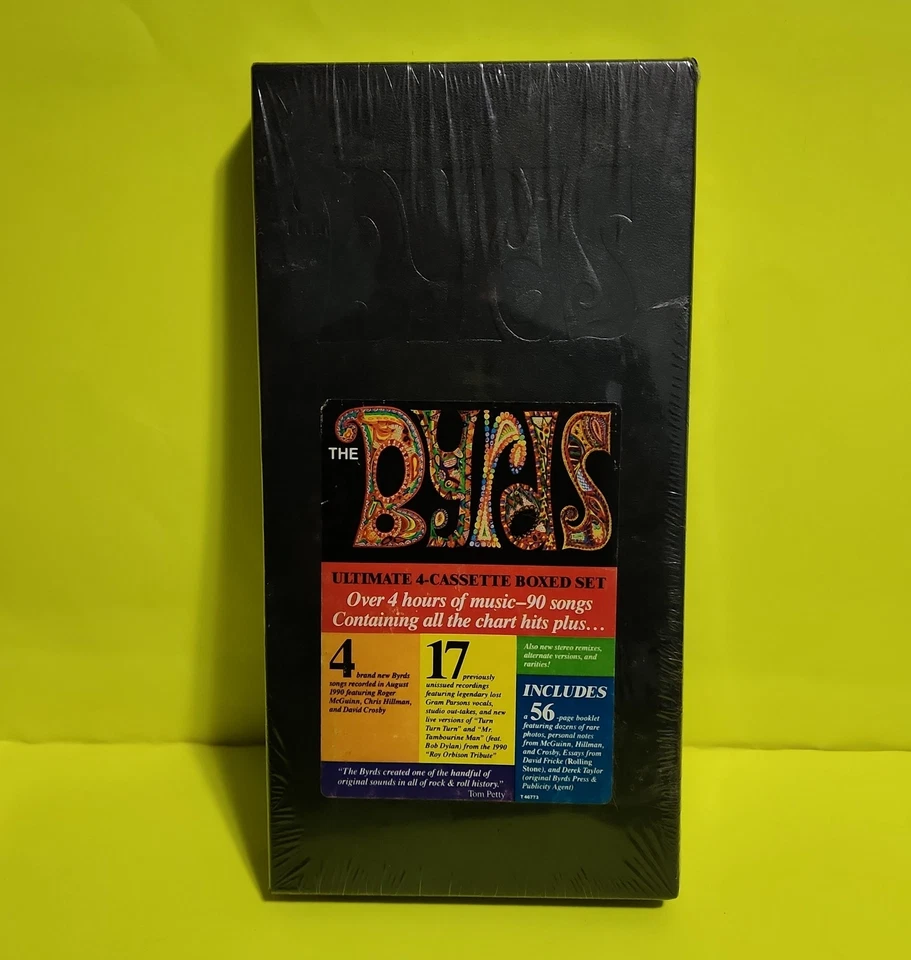 BYrdS
THE BYrdS
ULTIMATE 4-CASSETTE BOXED SET
Over 4 hours of music–90 songs
Containing all the chart hits plus...
4 brand new Byrds
songs recorded in August
1990 featuring Roger
McGuinn, Chris Hillman,
and David Crosby
17 previously
unissued recordings
featuring legendary lost
Gram Parsons vocals,
studio out-takes, and new
live versions of "Turn
Turn Turn" and "Mr.
Tambourine Man" (feat.
Bob Dylan) from the 1990
"Roy Orbison Tribute"
Also new stereo remixes,
alternate versions, and
rarities!
INCLUDES
a 56-page booklet
featuring dozens of rare
photos, personal notes
from McGuinn, Hillman,
and Crosby, Essays from
David Fricke (Rolling
Stone), and Derek Taylor
(original Byrds Press &
Publicity Agent)
T 46773
"The Byrds created one of the handful of
original sounds in all of rock & roll history."
Tom Petty